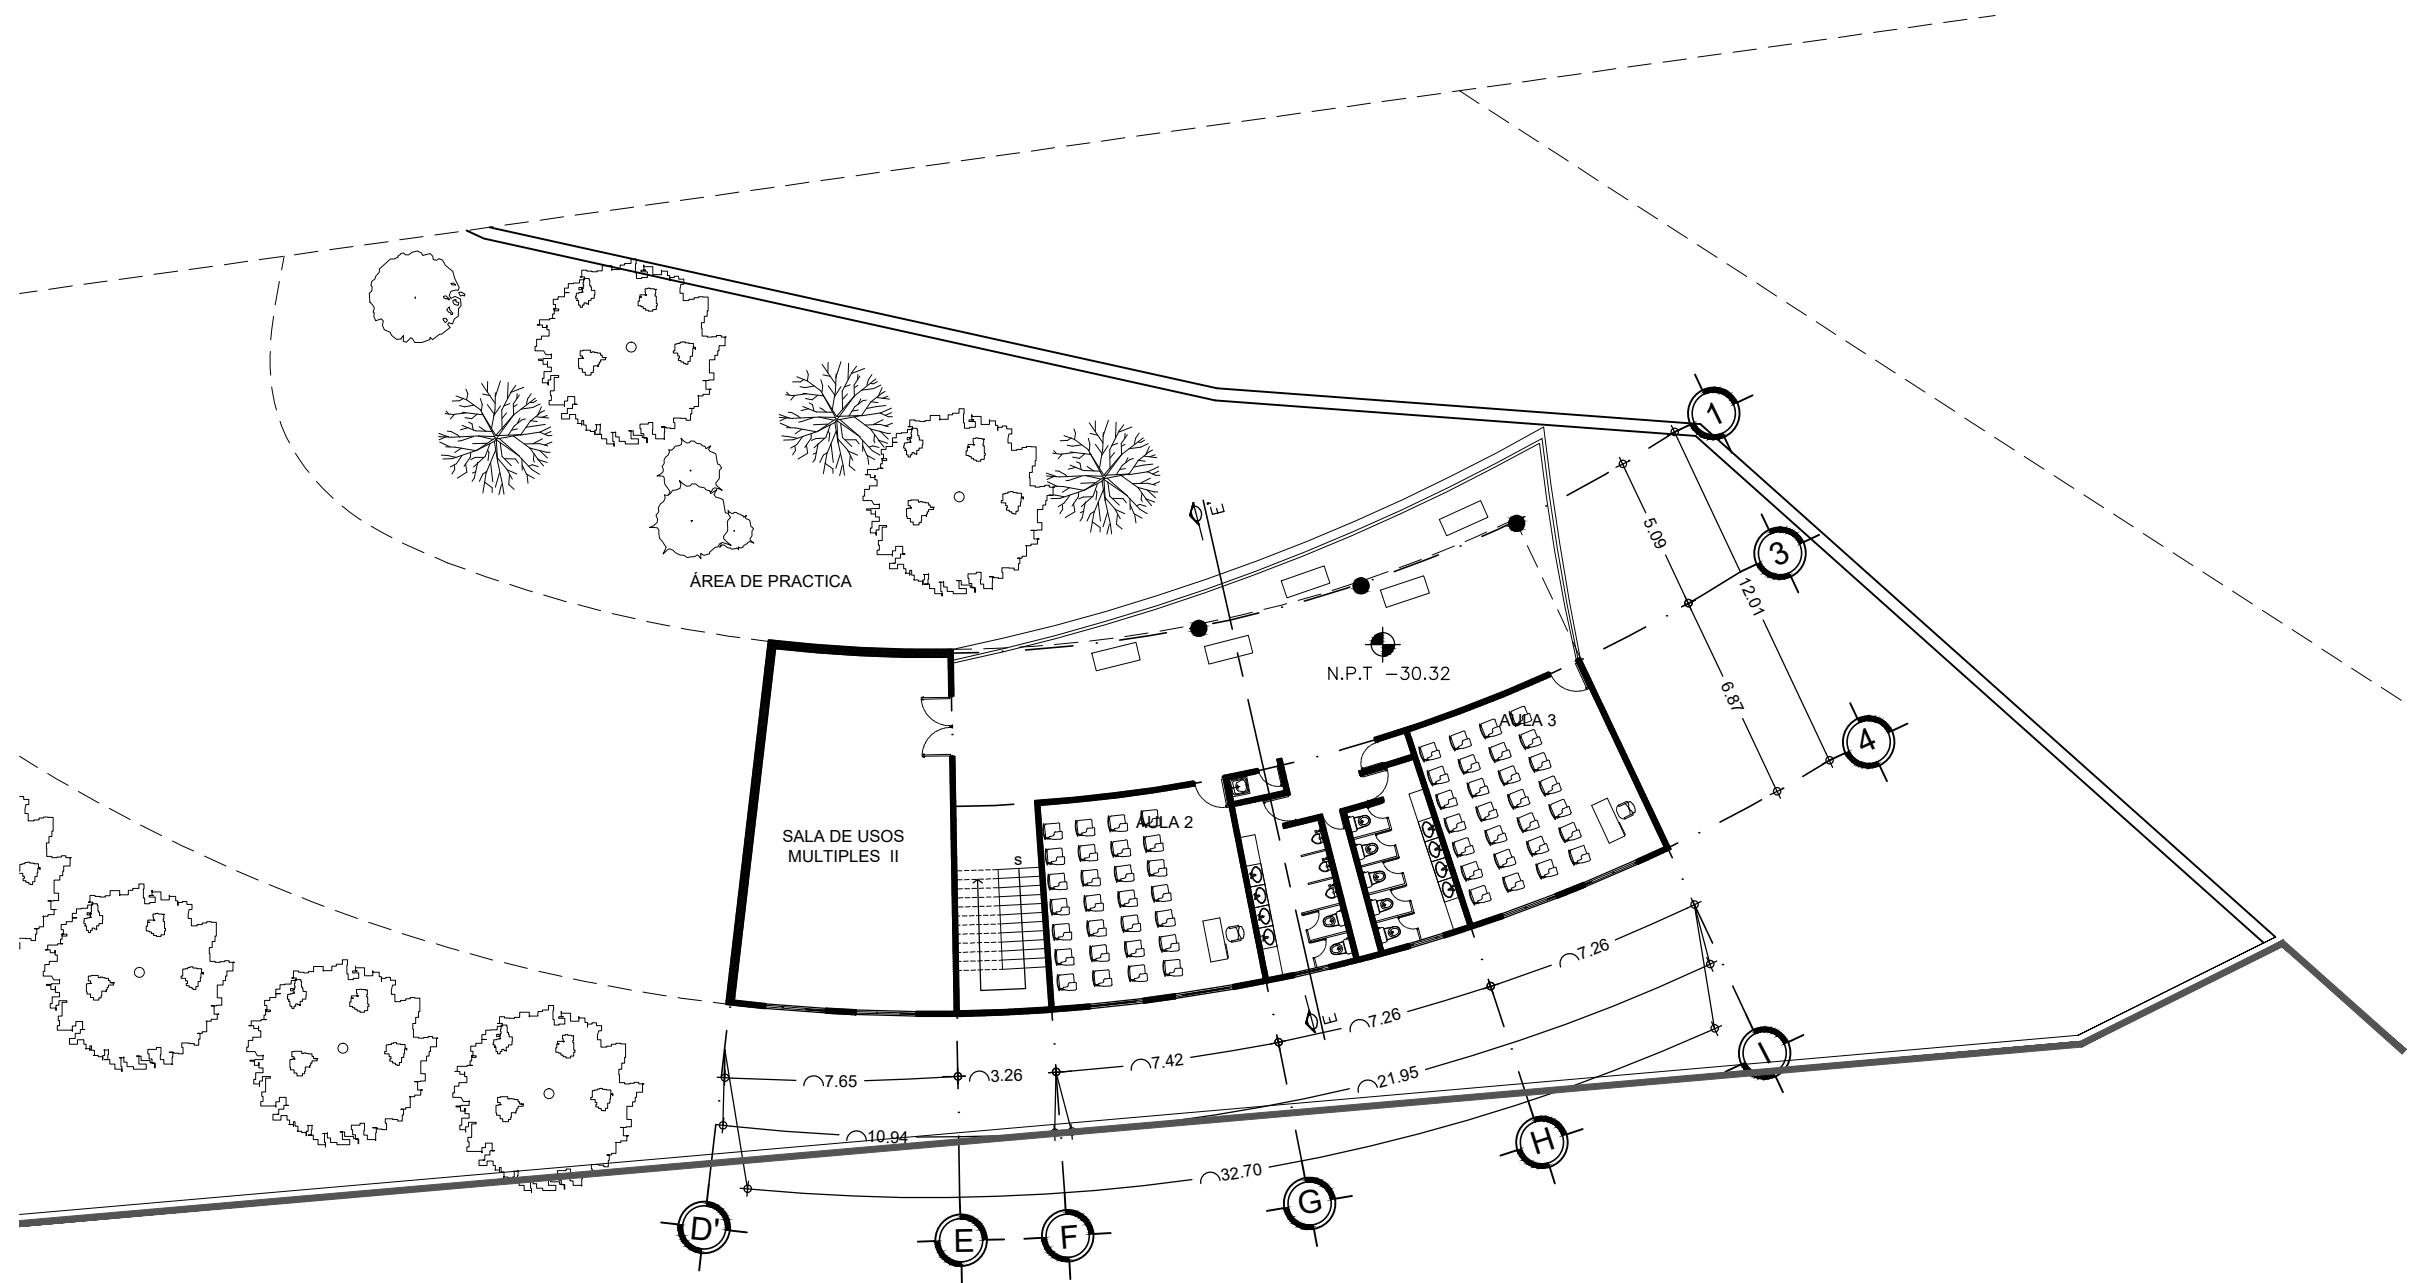 1
E'
5.09
3
12.01
ÁREA DE PRACTICA
N.P.T -30.32
6.87
AULA 3
4
AULA 2
SALA DE USOS
MULTIPLES II
s
7.26
E'
7.26
7.42
I
7.65
3.26
21.95
10.94
H
32.70
G
D'
E
F